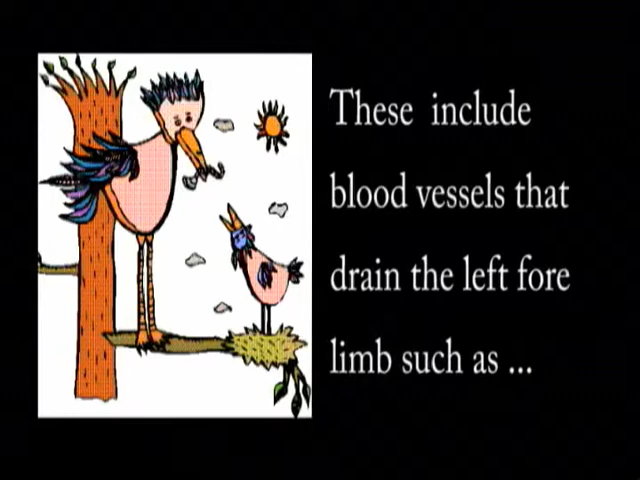 These include
blood vessels that
drain the left fore
limb such as ...